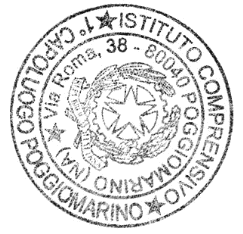 ★ ISTITUTO COMPRENSIVO ★ 1° CAPOLUOGO POGGIOMARINO
★ Via Roma, 38 - 80040 POGGIOMARINO (NA)